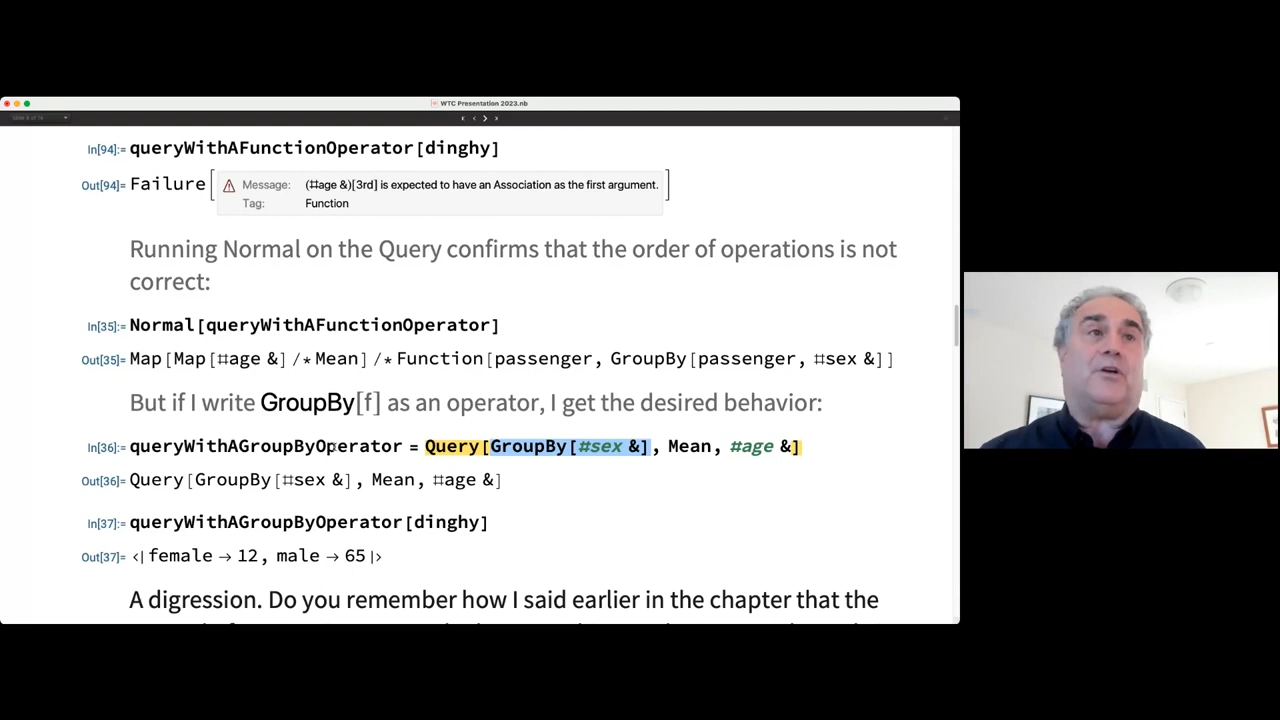 WTC Presentation 2023.nb
In[94]:= queryWithAFunctionOperator[dinghy]
Out[94]= Failure[ Message: (#age &)[3rd] is expected to have an Association as the first argument. ]
Tag: Function
Running Normal on the Query confirms that the order of operations is not
correct:
In[35]:= Normal[queryWithAFunctionOperator]
Out[35]= Map[Map[#age &] /* Mean] /* Function[passenger, GroupBy[passenger, #sex &]]
But if I write GroupBy[f] as an operator, I get the desired behavior:
In[36]:= queryWithAGroupByOperator = Query[GroupBy[#sex &], Mean, #age &]
Out[36]= Query[GroupBy[#sex &], Mean, #age &]
In[37]:= queryWithAGroupByOperator[dinghy]
Out[37]= <|female → 12, male → 65|>
A digression. Do you remember how I said earlier in the chapter that the